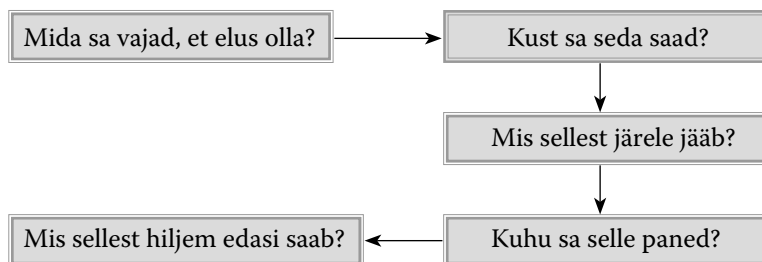 Mida sa vajad, et elus olla?
Kust sa seda saad?
Mis sellest järele jääb?
Kuhu sa selle paned?
Mis sellest hiljem edasi saab?